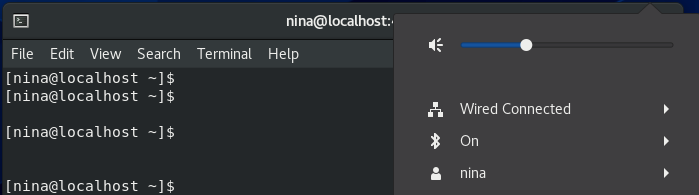 nina@localhost:
File Edit View Search Terminal Help
[nina@localhost ~]$
[nina@localhost ~]$
[nina@localhost ~]$
[nina@localhost ~]$
Wired Connected
On
nina